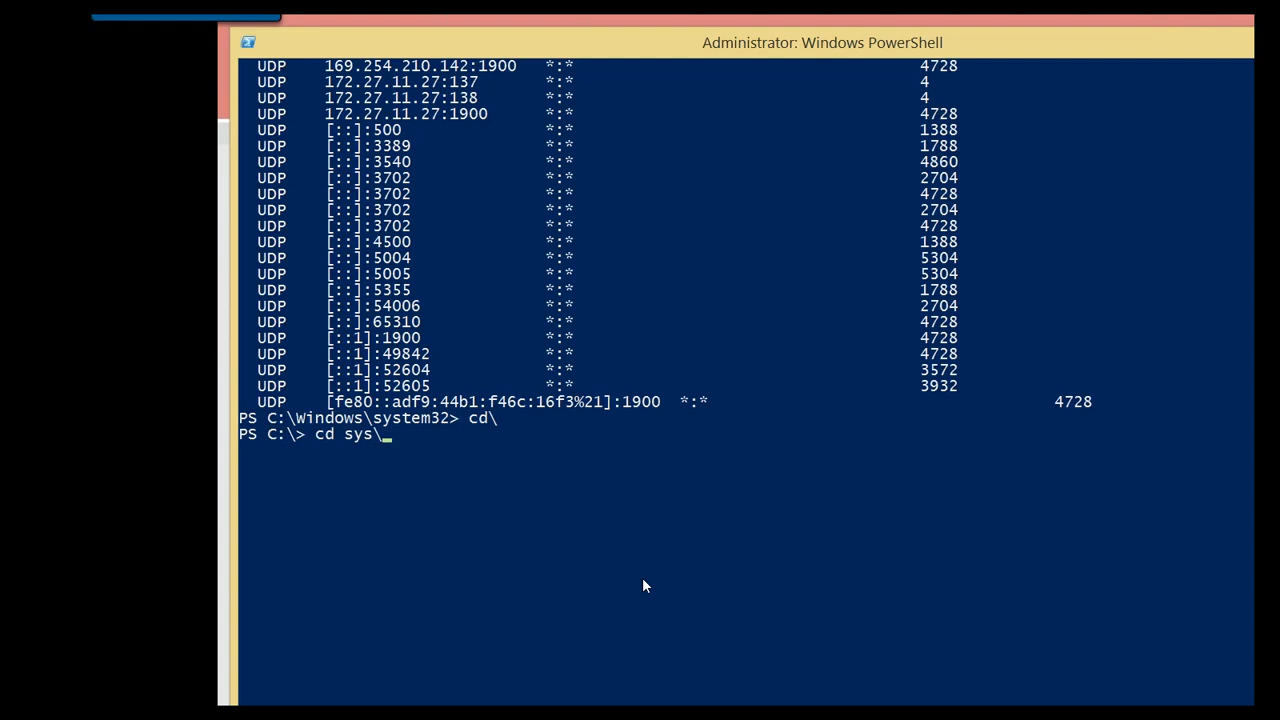 Administrator: Windows PowerShell
UDP 169.254.210.142:1900 *:* 4728
UDP 172.27.11.27:137 *:* 4
UDP 172.27.11.27:138 *:* 4
UDP 172.27.11.27:1900 *:* 4728
UDP [::]:500 *:* 1388
UDP [::]:3389 *:* 1788
UDP [::]:3540 *:* 4860
UDP [::]:3702 *:* 2704
UDP [::]:3702 *:* 4728
UDP [::]:3702 *:* 2704
UDP [::]:3702 *:* 4728
UDP [::]:4500 *:* 1388
UDP [::]:5004 *:* 5304
UDP [::]:5005 *:* 5304
UDP [::]:5355 *:* 1788
UDP [::]:54006 *:* 2704
UDP [::]:65310 *:* 4728
UDP [::1]:1900 *:* 4728
UDP [::1]:49842 *:* 4728
UDP [::1]:52604 *:* 3572
UDP [::1]:52605 *:* 3932
UDP [fe80::adf9:44b1:f46c:16f3%21]:1900 *:* 4728
PS C:\Windows\system32> cd\
PS C:\> cd sys\